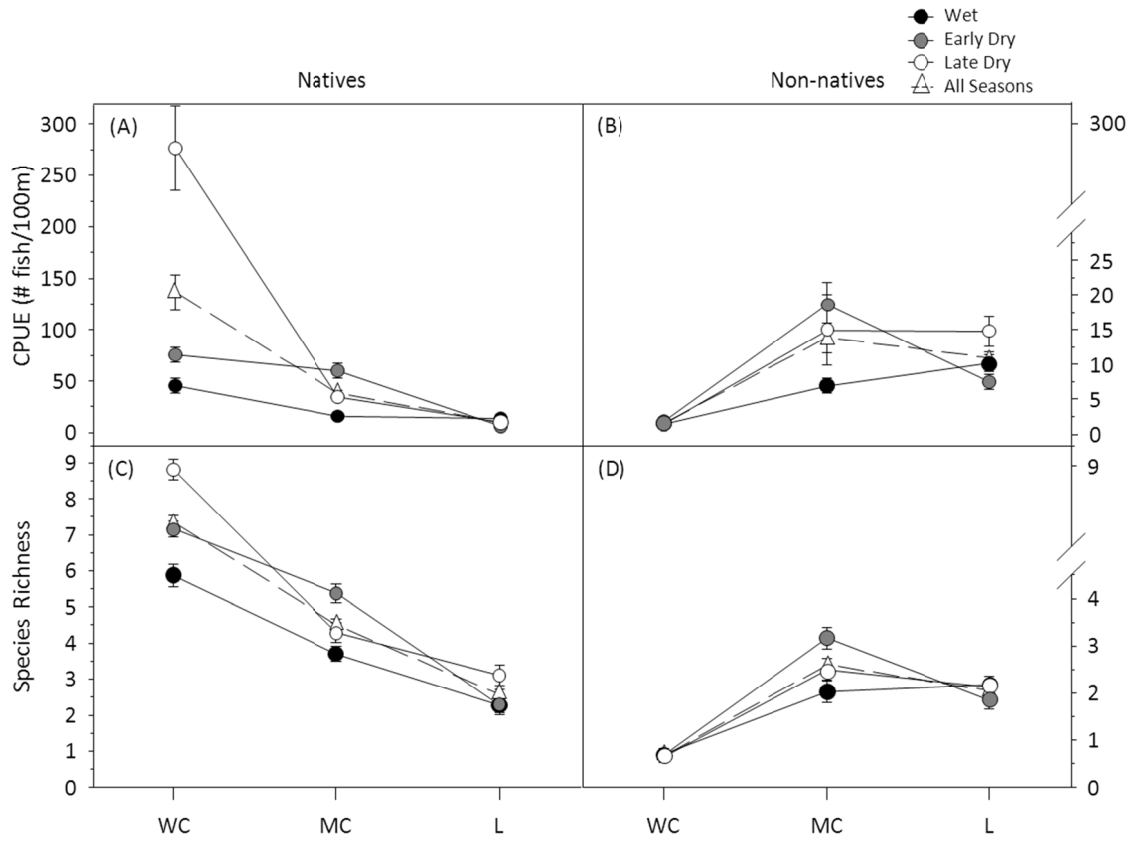 Wet
Early Dry
Late Dry
All Seasons
Natives
Non-natives
(A)
(B)
300
250
200
150
100
50
0
CPUE (# fish/100m)
300
25
20
15
10
5
0
(C)
(D)
9
8
7
6
5
4
3
2
1
0
Species Richness
9
4
3
2
1
0
WC
MC
L
WC
MC
L